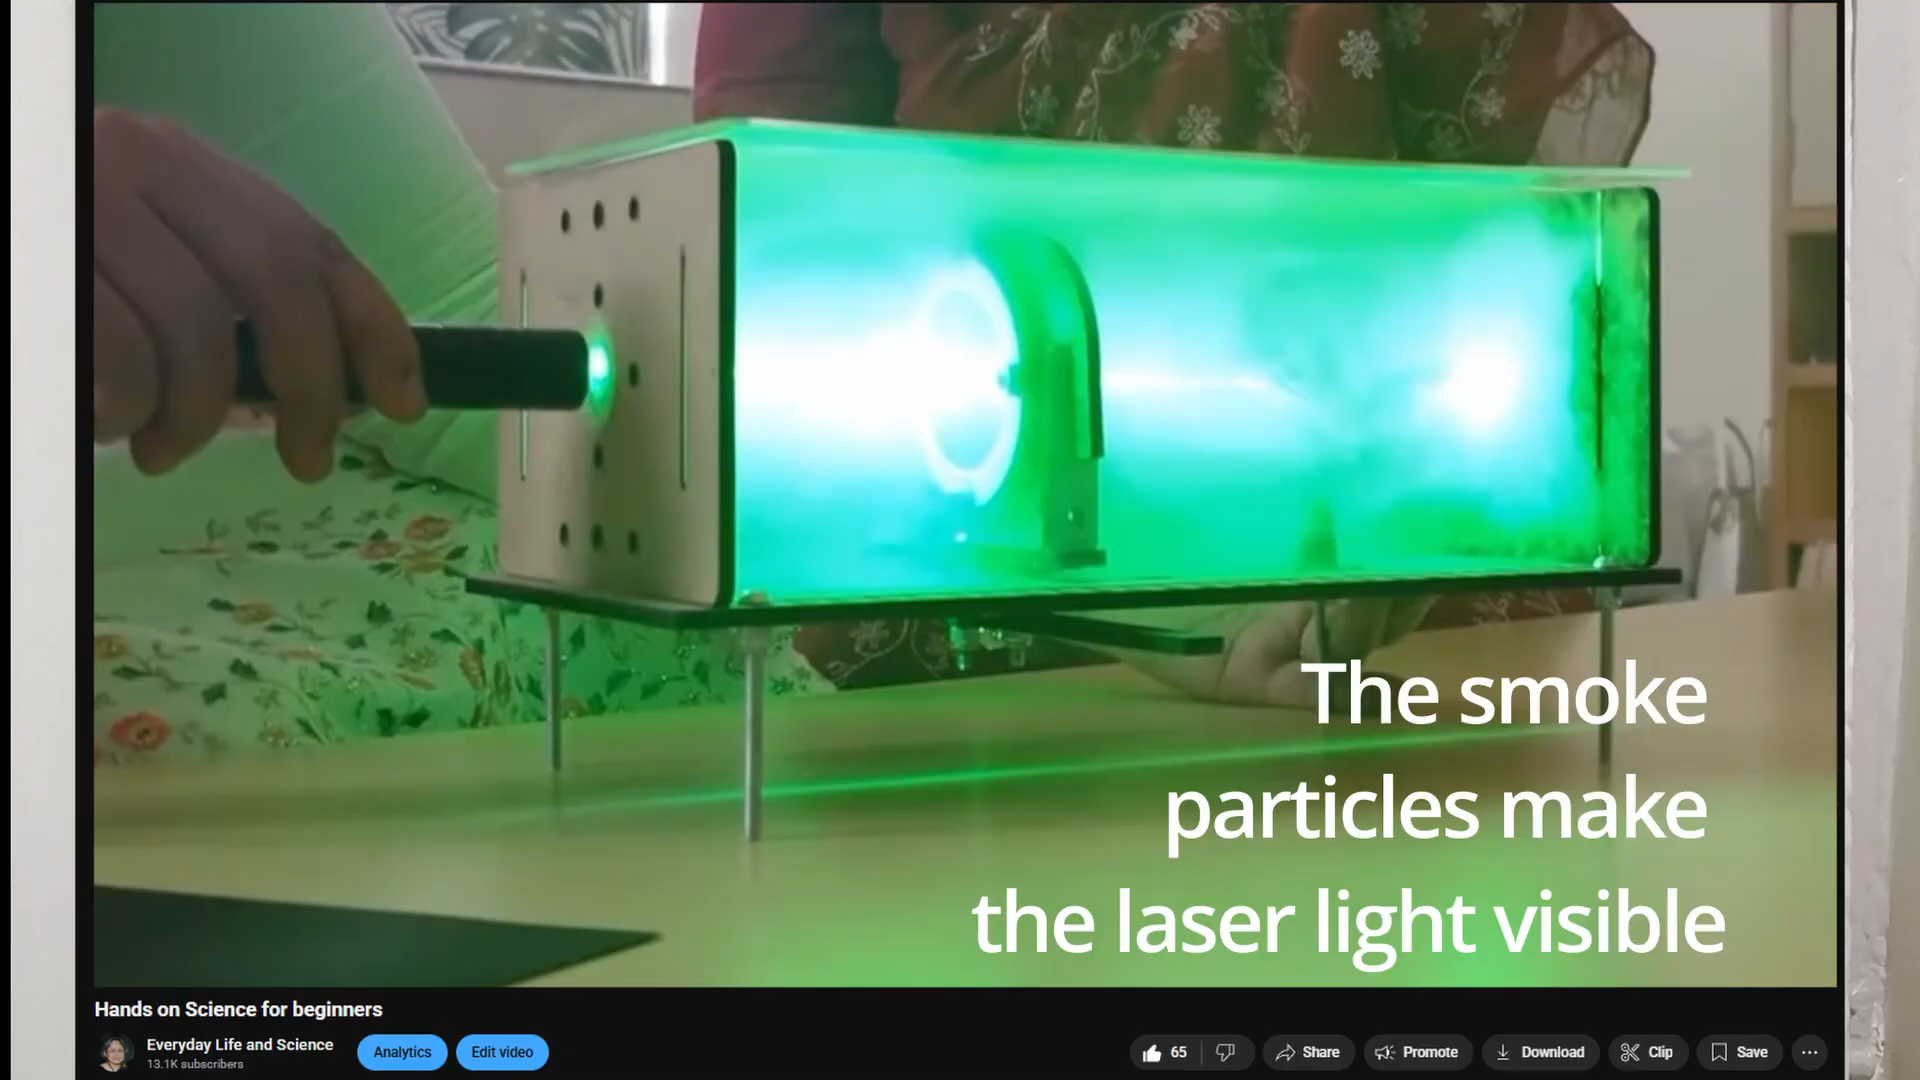 The smoke
particles make
the laser light visible
Hands on Science for beginners
Everyday Life and Science
13.1K subscribers
Analytics
Edit video
65
Share
Promote
Download
Clip
Save